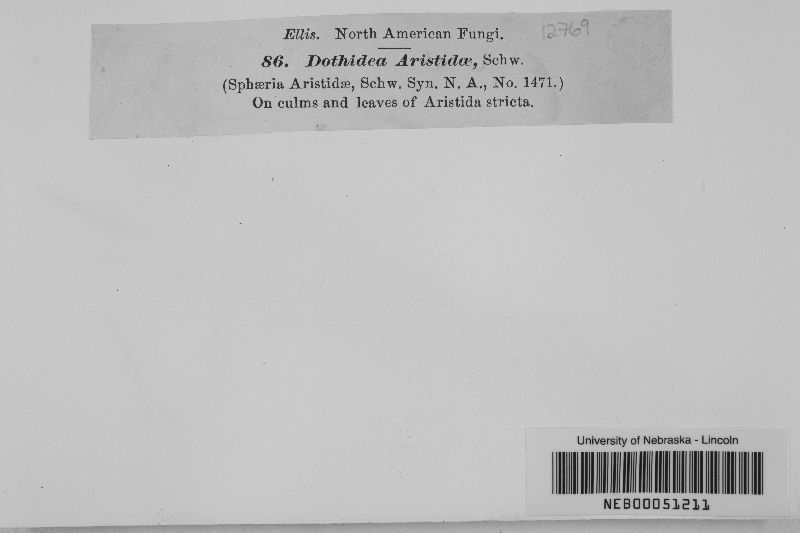 Ellis. North American Fungi.
12769
86. Dothidea Aristidæ, Schw.
(Sphæria Aristidæ, Schw. Syn. N. A., No. 1471.)
On culms and leaves of Aristida stricta.
University of Nebraska - Lincoln
NEB00051211